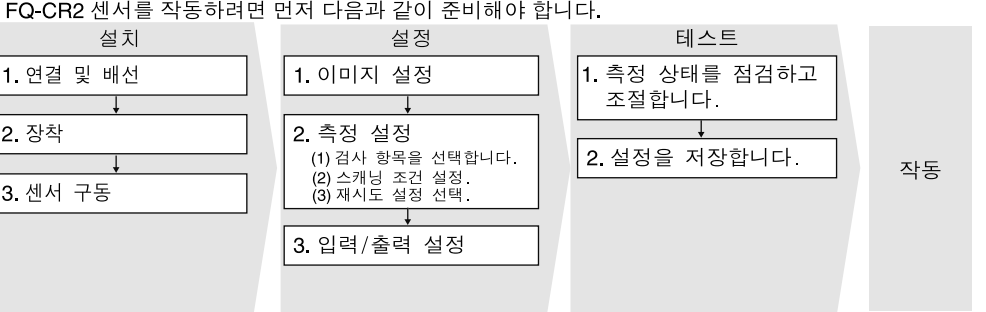 FQ-CR2 센서를 작동하려면 먼저 다음과 같이 준비해야 합니다.
설치
1. 연결 및 배선
2. 장착
3. 센서 구동
설정
1. 이미지 설정
2. 측정 설정
(1) 검사 항목을 선택합니다.
(2) 스캐닝 조건 설정.
(3) 재시도 설정 선택.
3. 입력/출력 설정
테스트
1. 측정 상태를 점검하고
조절합니다.
2. 설정을 저장합니다.
작동